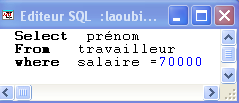 Editeur SQL :laoubi...
Select prénom
From travailleur
where salaire =70000